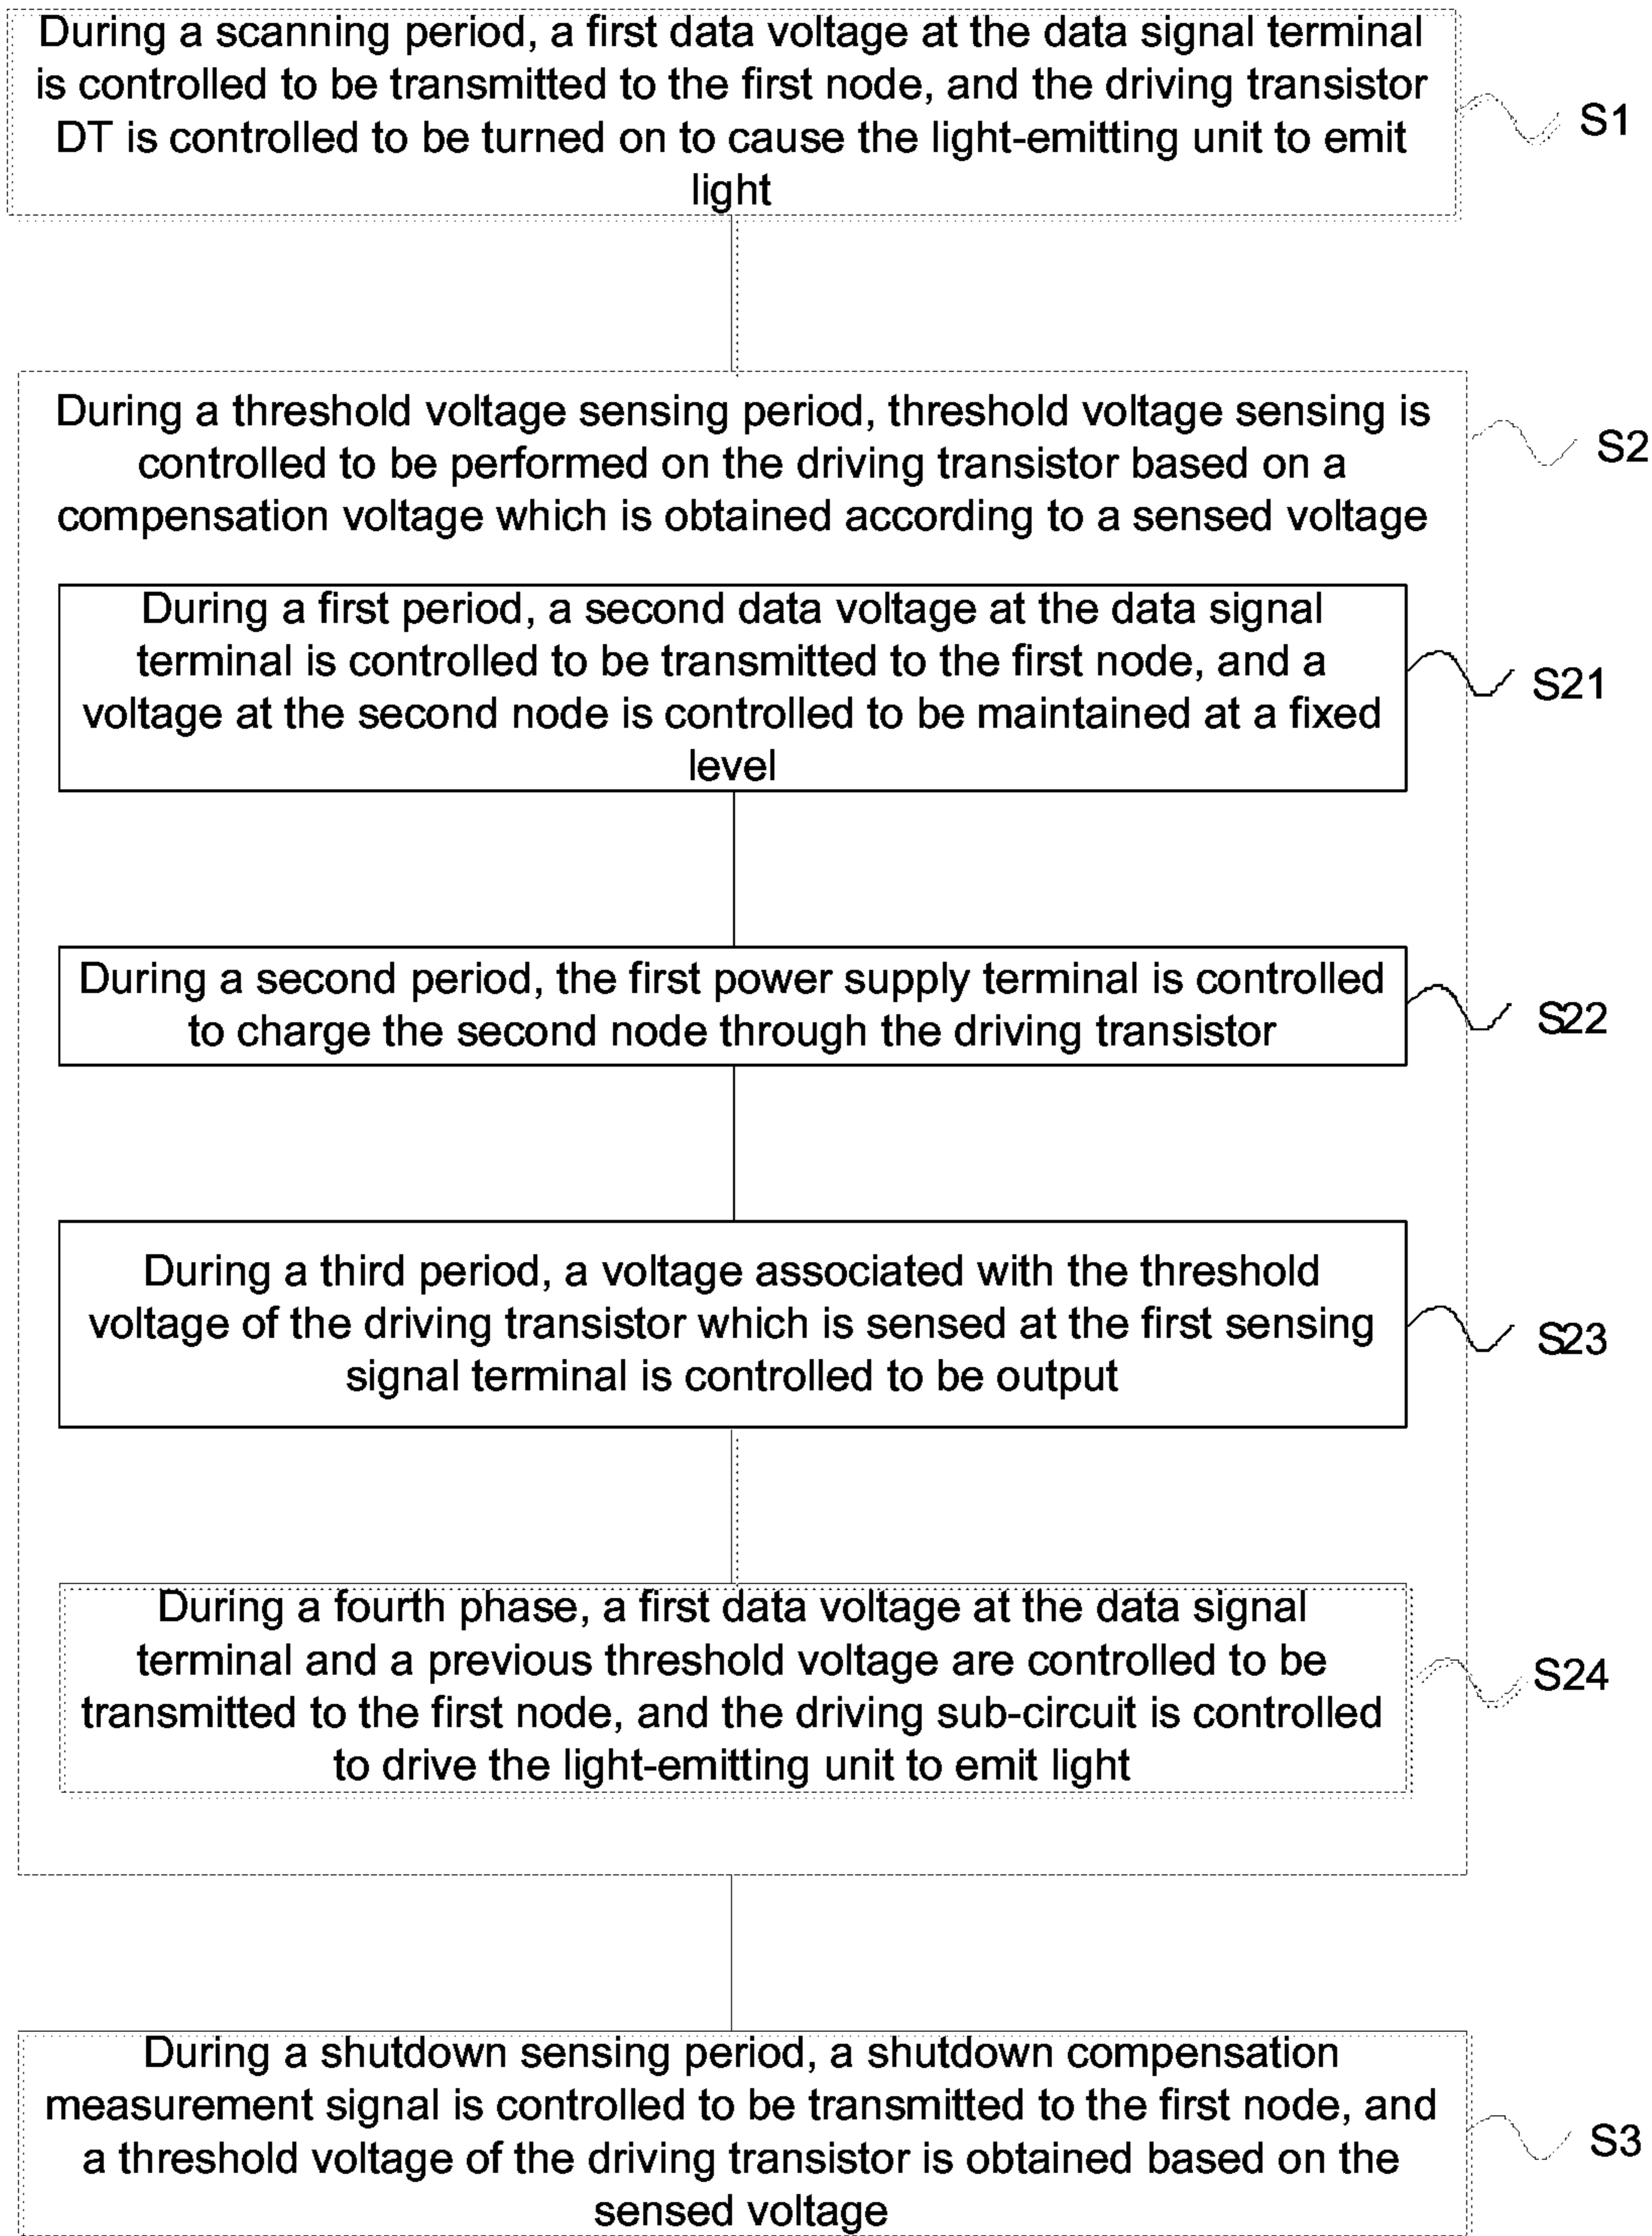 During a scanning period, a first data voltage at the data signal terminal
is controlled to be transmitted to the first node, and the driving transistor
DT is controlled to be turned on to cause the light-emitting unit to emit
light
S1
During a threshold voltage sensing period, threshold voltage sensing is
controlled to be performed on the driving transistor based on a
compensation voltage which is obtained according to a sensed voltage
S2
During a first period, a second data voltage at the data signal
terminal is controlled to be transmitted to the first node, and a
voltage at the second node is controlled to be maintained at a fixed
level
S21
During a second period, the first power supply terminal is controlled
to charge the second node through the driving transistor
S22
During a third period, a voltage associated with the threshold
voltage of the driving transistor which is sensed at the first sensing
signal terminal is controlled to be output
S23
During a fourth phase, a first data voltage at the data signal
terminal and a previous threshold voltage are controlled to be
transmitted to the first node, and the driving sub-circuit is controlled
to drive the light-emitting unit to emit light
S24
During a shutdown sensing period, a shutdown compensation
measurement signal is controlled to be transmitted to the first node, and
a threshold voltage of the driving transistor is obtained based on the
sensed voltage
S3